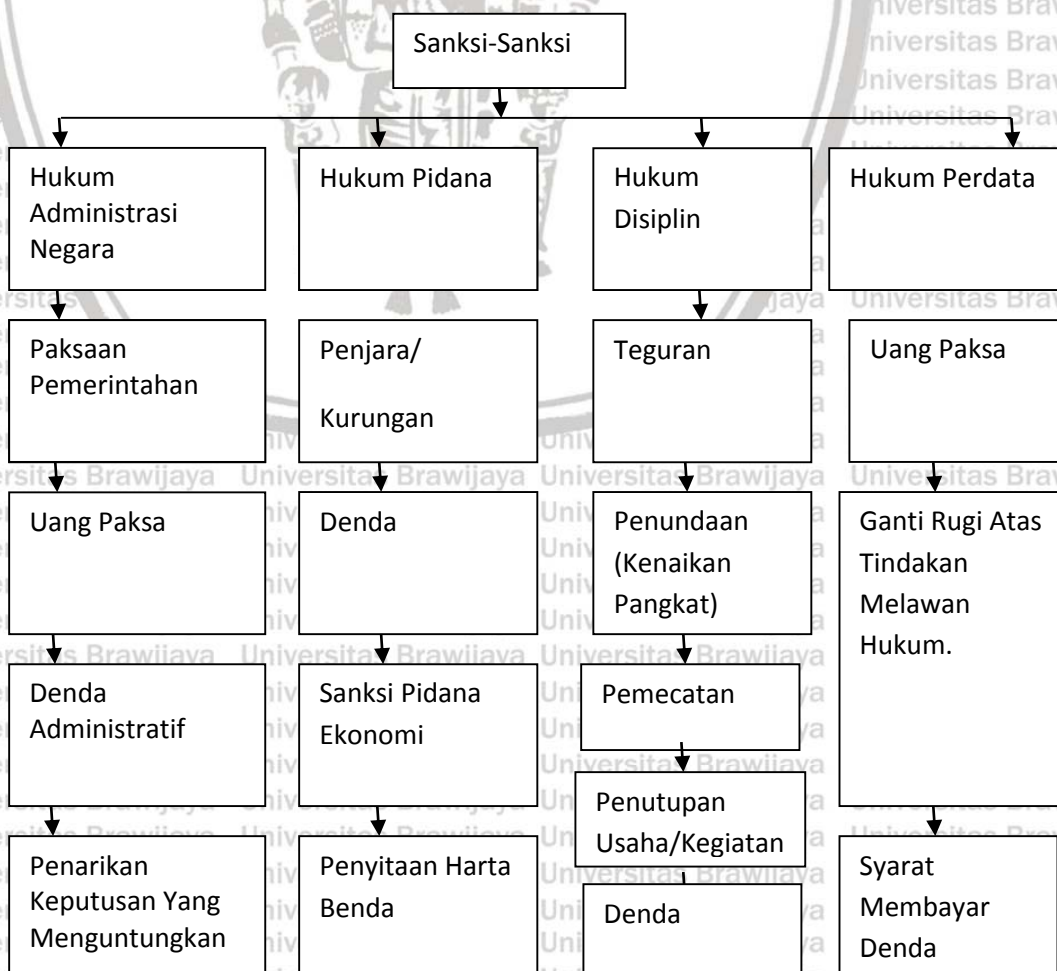 Sanksi-Sanksi
Hukum
Administrasi
Negara
Hukum Pidana
Hukum
Disiplin
Hukum Perdata
Paksaan
Pemerintahan
Penjara/
Kurungan
Teguran
Uang Paksa
Uang Paksa
Denda
Penundaan
(Kenaikan
Pangkat)
Ganti Rugi Atas
Tindakan
Melawan
Hukum.
Denda
Administratif
Sanksi Pidana
Ekonomi
Pemecatan
Penutupan
Usaha/Kegiatan
Penarikan
Keputusan Yang
Menguntungkan
Penyitaan Harta
Benda
Denda
Syarat
Membayar
Denda
Universitas Brawijaya